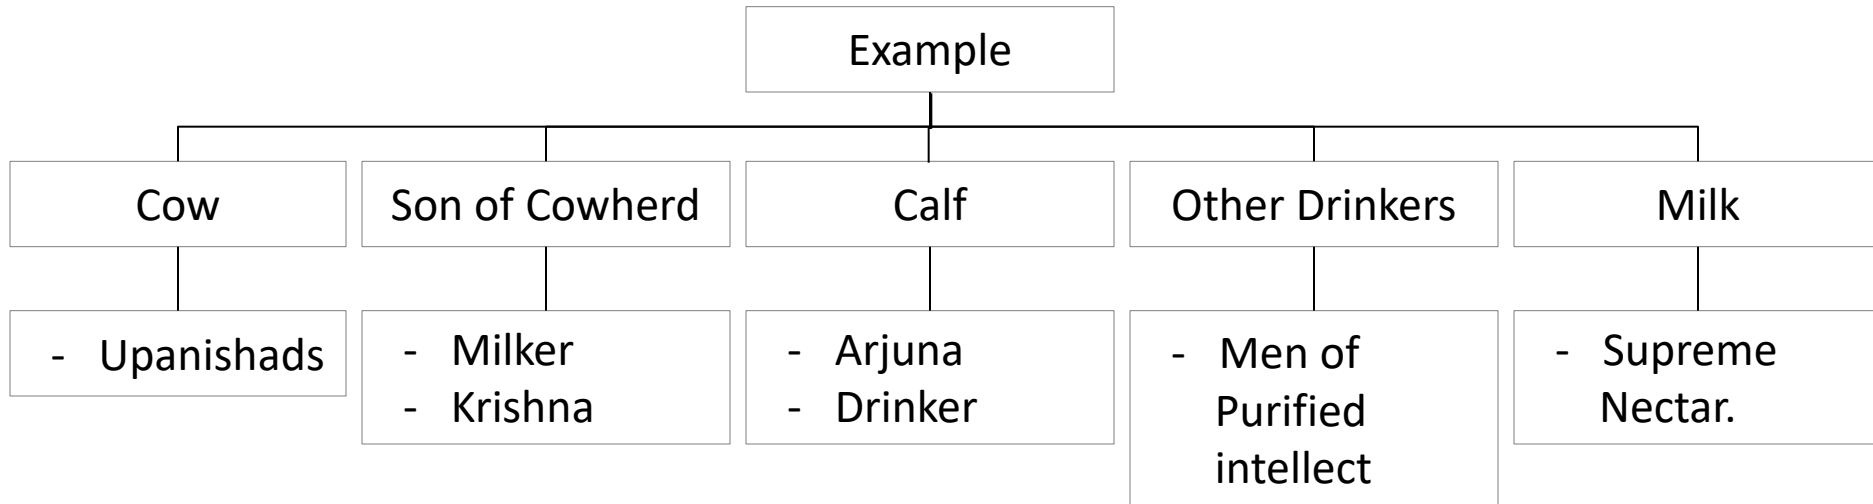 Example
Cow
Son of Cowherd
Calf
Other Drinkers
Milk
- Upanishads
- Milker
- Krishna
- Arjuna
- Drinker
- Men of
Purified
intellect
- Supreme
Nectar.